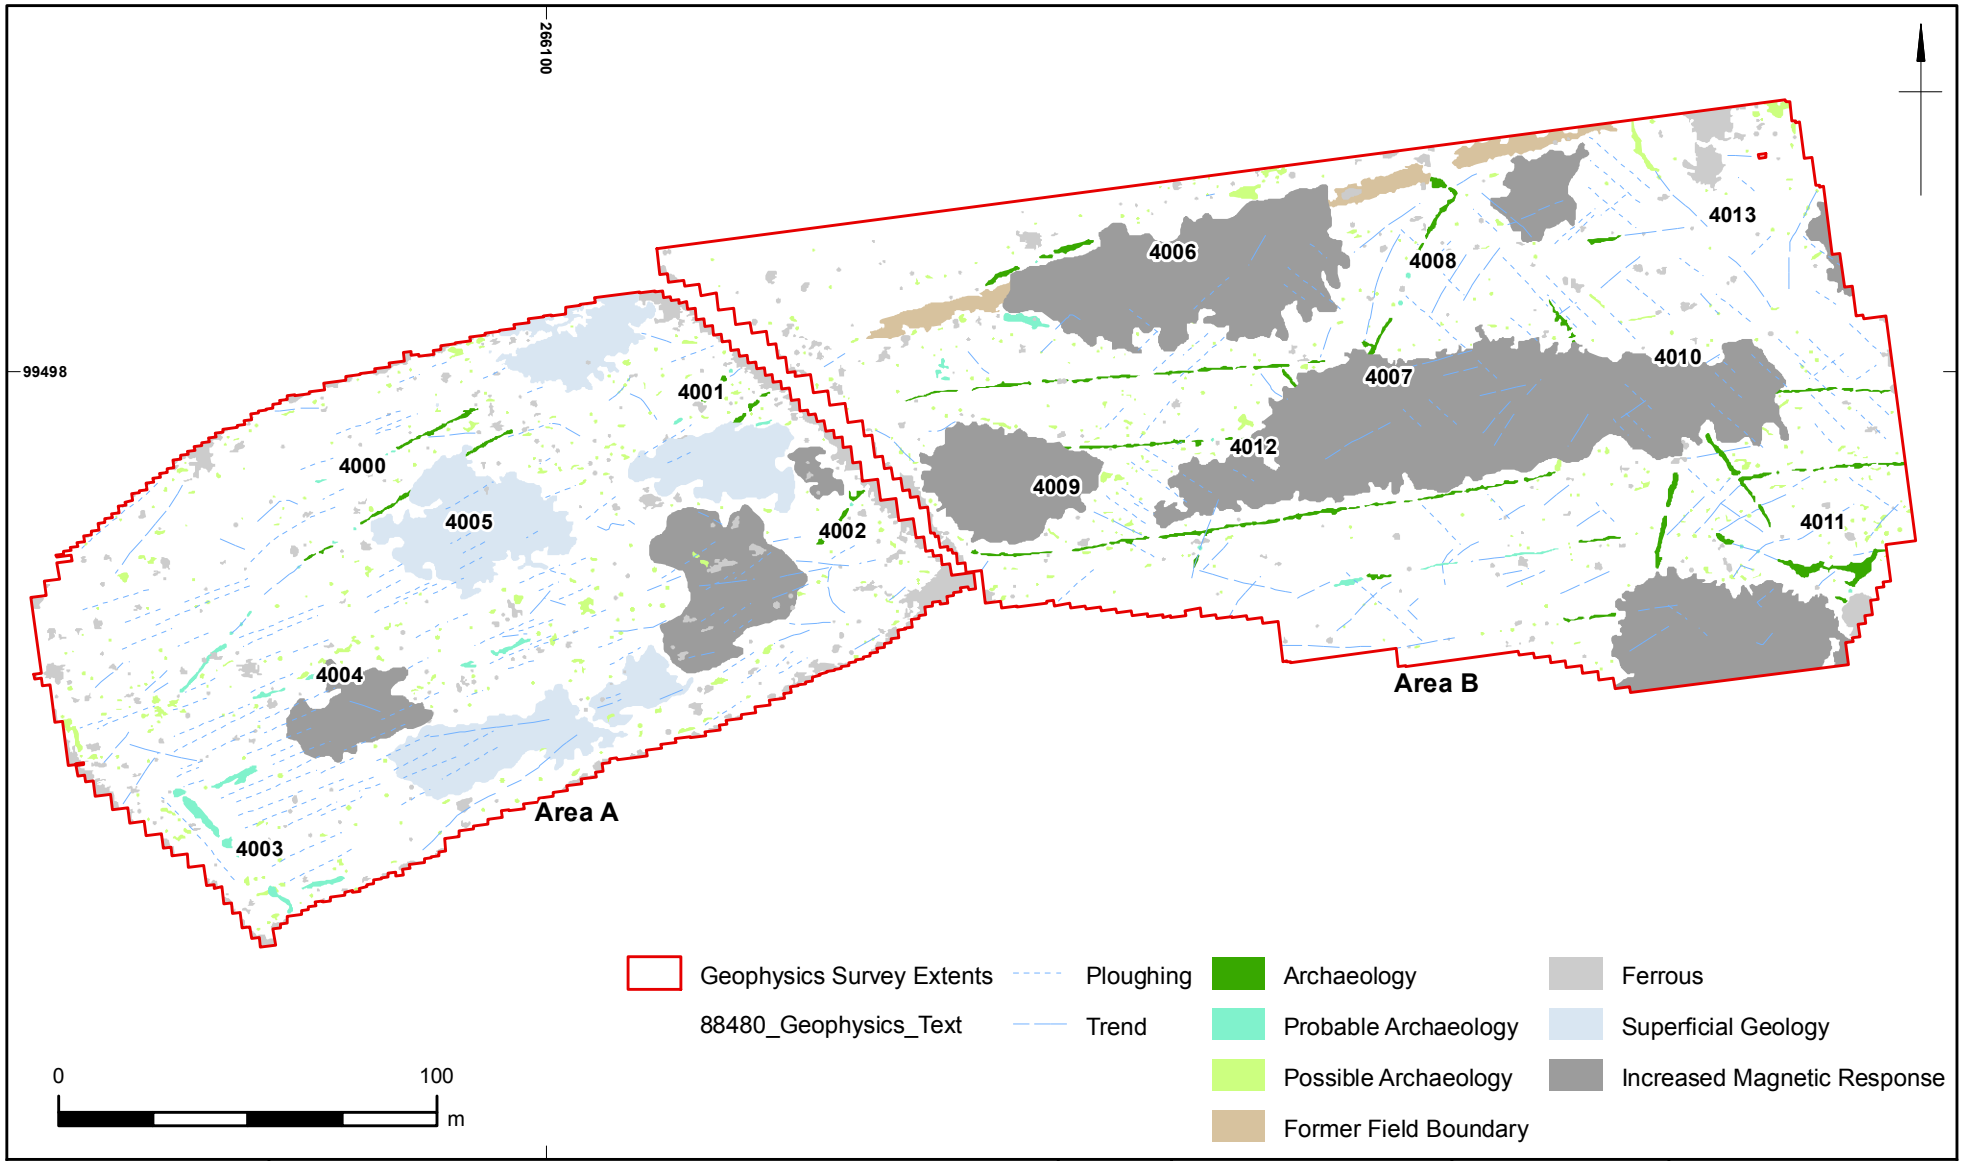 266100
99498
4013
4006
4008
4001
4007
4010
4000
4012
4009
4005
4002
4011
4004
Area B
Area A
4003
Geophysics Survey Extents
88480_Geophysics_Text
Ploughing
Trend
Archaeology
Probable Archaeology
Possible Archaeology
Former Field Boundary
Ferrous
Superficial Geology
Increased Magnetic Response
0 100
m